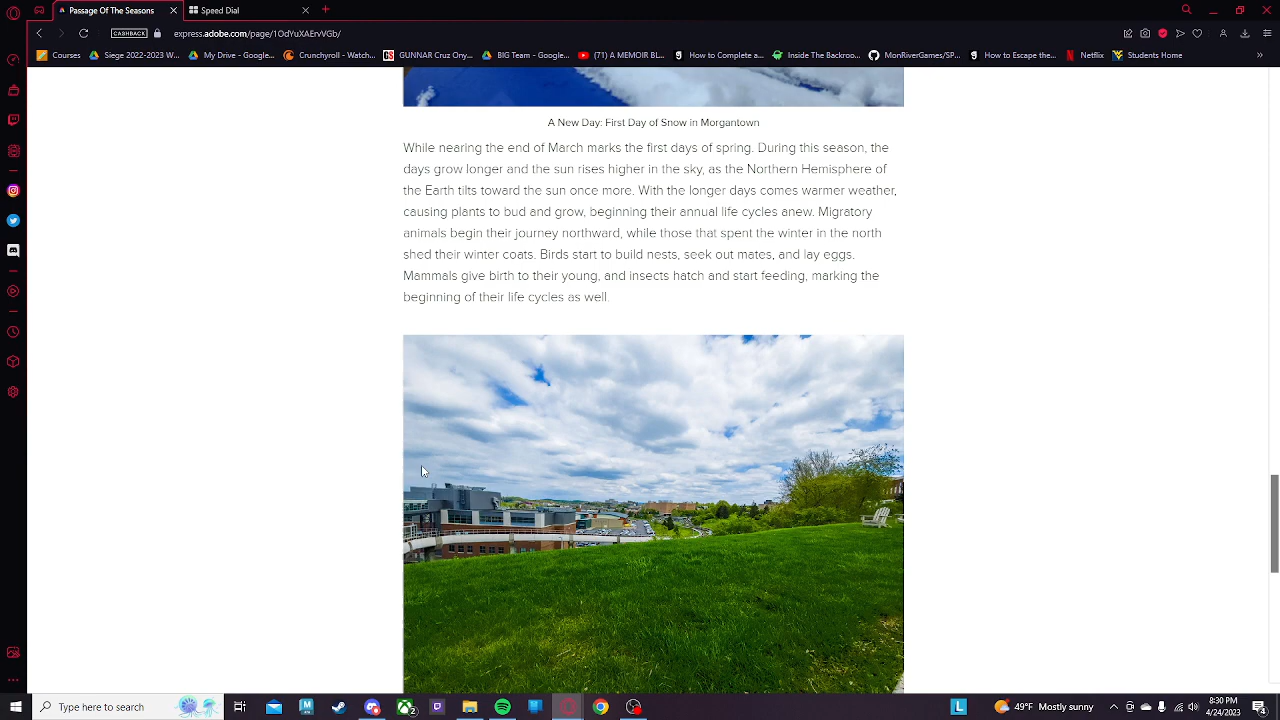 Passage Of The Seasons
Speed Dial
CASHBACK
express.adobe.com/page/1OdYuXAErvVGb/
Courses
Siege 2022-2023 W...
My Drive - Google...
Crunchyroll - Watch...
GS
GUNNAR Cruz Ony...
BIG Team - Google...
(71) A MEMOIR BL...
How to Complete a...
Inside The Backroo...
MonRiverGames/SP...
How to Escape the...
Netflix
Students Home
A New Day: First Day of Snow in Morgantown
While nearing the end of March marks the first days of spring. During this season, the
days grow longer and the sun rises higher in the sky, as the Northern Hemisphere of
the Earth tilts toward the sun once more. With the longer days comes warmer weather,
causing plants to bud and grow, beginning their annual life cycles anew. Migratory
animals begin their journey northward, while those that spent the winter in the north
shed their winter coats. Birds start to build nests, seek out mates, and lay eggs.
Mammals give birth to their young, and insects hatch and start feeding, marking the
beginning of their life cycles as well.
Type here to search
49°F Mostly sunny
8:30 PM
4/24/2023